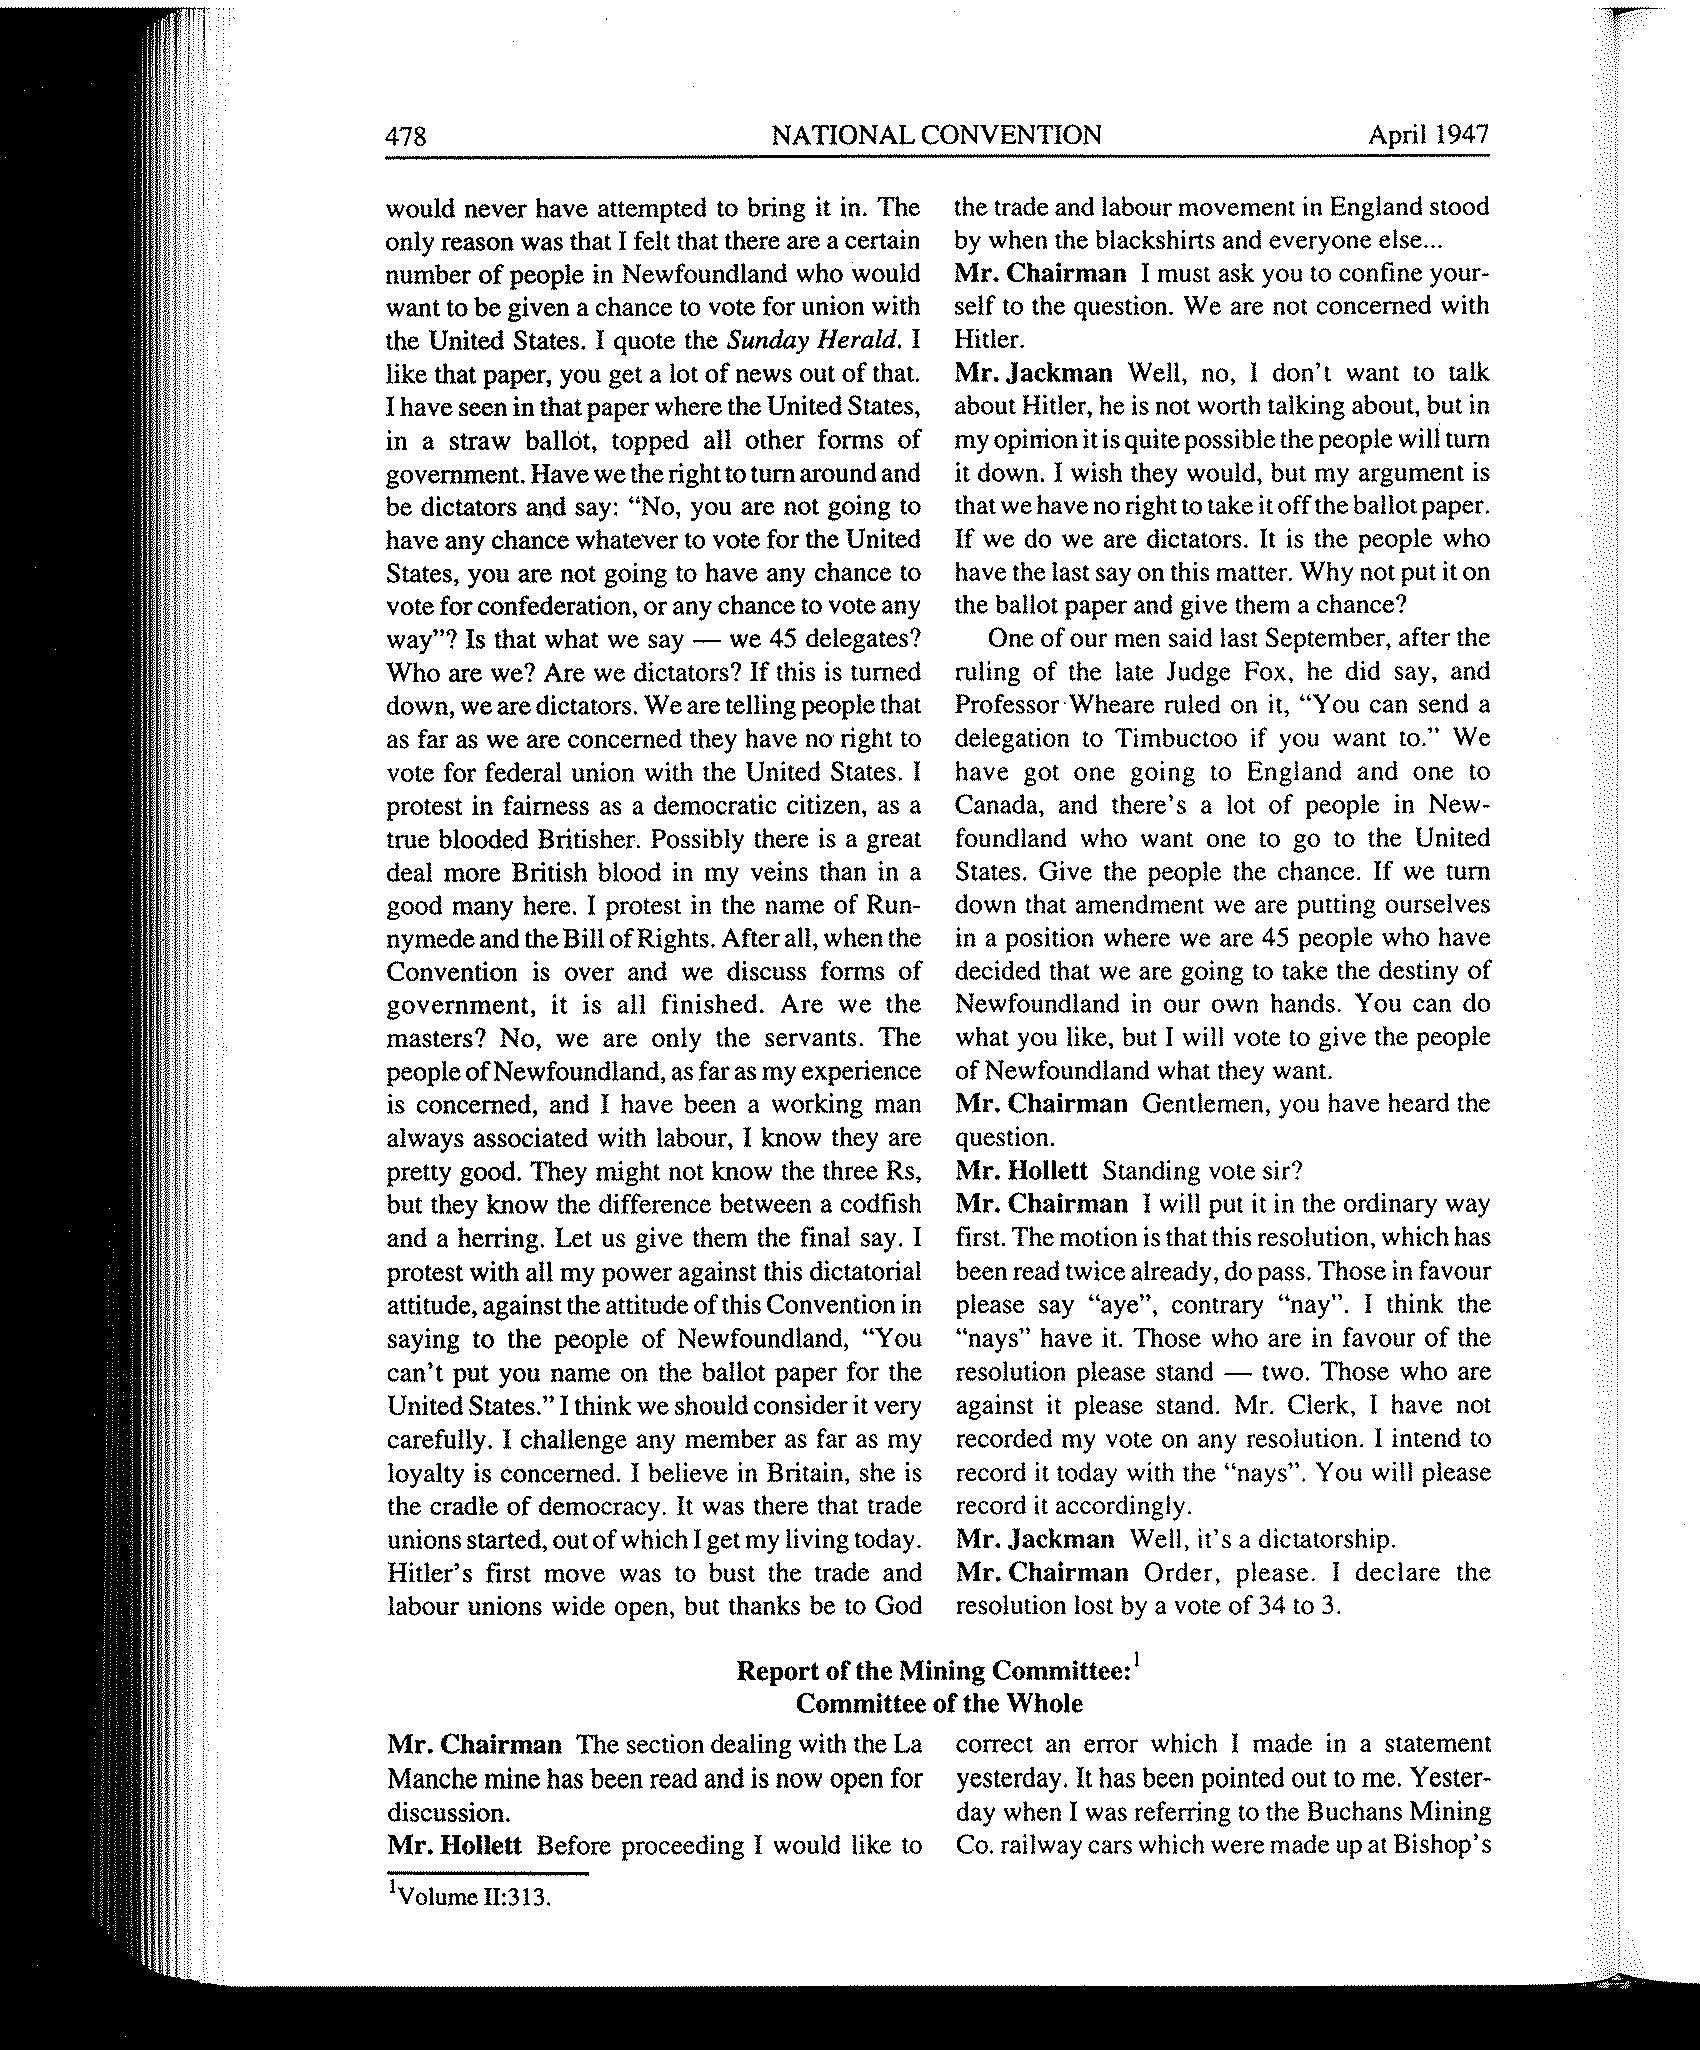 478 NATIONAL CONVENTION April 1947
would never have attempted to bring it in. The
only reason was that I felt that there are a certain
number of people in Newfoundland who would
want to be given a chance to vote for union with
the United States. I quote the Sunday Herald. I
like that paper, you get a lot of news out of that.
I have seen in that paper where the United States,
in a straw ballot, topped all other forms of
government. Have we the right to turn around and
be dictators and say: “No, you are not going to
have any chance whatever to vote for the United
States, you are not going to have any chance to
vote for confederation, or any chance to vote any
way”? Is that what we say — we 45 delegates?
Who are we? Are we dictators? If this is turned
down, we are dictators. We are telling people that
as far as we are concerned they have no right to
vote for federal union with the United States. I
protest in fairness as a democratic citizen, as a
true blooded Britisher. Possibly there is a great
deal more British blood in my veins than in a
good many here. I protest in the name of Run-
nymede and the Bill of Rights. After all, when the
Convention is over and we discuss forms of
government, it is all finished. Are we the
masters? No, we are only the servants. The
people of Newfoundland, as far as my experience
is concerned, and I have been a working man
always associated with labour, I know they are
pretty good. They might not know the three Rs,
but they know the difference between a codfish
and a herring. Let us give them the final say. I
protest with all my power against this dictatorial
attitude, against the attitude of this Convention in
saying to the people of Newfoundland, “You
can't put you name on the ballot paper for the
United States.” I think we should consider it very
carefully. I challenge any member as far as my
loyalty is concerned. I believe in Britain, she is
the cradle of democracy. It was there that trade
unions started, out of which I get my living today.
Hitler's first move was to bust the trade and
labour unions wide open, but thanks be to God
the trade and labour movement in England stood
by when the blackshirts and everyone else...
Mr. Chairman I must ask you to confine your-
self to the question. We are not concerned with
Hitler.
Mr. Jackman Well, no, I don't want to talk
about Hitler, he is not worth talking about, but in
my opinion it is quite possible the people will turn
it down. I wish they would, but my argument is
that we have no right to take it off the ballot paper.
If we do we are dictators. It is the people who
have the last say on this matter. Why not put it on
the ballot paper and give them a chance?
One of our men said last September, after the
ruling of the late Judge Fox, he did say, and
Professor Wheare ruled on it, “You can send a
delegation to Timbuctoo if you want to.” We
have got one going to England and one to
Canada, and there's a lot of people in New-
foundland who want one to go to the United
States. Give the people the chance. If we turn
down that amendment we are putting ourselves
in a position where we are 45 people who have
decided that we are going to take the destiny of
Newfoundland in our own hands. You can do
what you like, but I will vote to give the people
of Newfoundland what they want.
Mr. Chairman Gentlemen, you have heard the
question.
Mr. Hollett Standing vote sir?
Mr. Chairman I will put it in the ordinary way
first. The motion is that this resolution, which has
been read twice already, do pass. Those in favour
please say “aye”, contrary “nay”. I think the
“nays” have it. Those who are in favour of the
resolution please stand — two. Those who are
against it please stand. Mr. Clerk, I have not
recorded my vote on any resolution. I intend to
record it today with the “nays”. You will please
record it accordingly.
Mr. Jackman Well, it's a dictatorship.
Mr. Chairman Order, please. I declare the
resolution lost by a vote of 34 to 3.
Report of the Mining Committee:1
Committee of the Whole
Mr. Chairman The section dealing with the La
Manche mine has been read and is now open for
discussion.
Mr. Hollett Before proceeding I would like to
correct an error which I made in a statement
yesterday. It has been pointed out to me. Yester-
day when I was referring to the Buchans Mining
Co. railway cars which were made up at Bishop's
1Volume II:313.